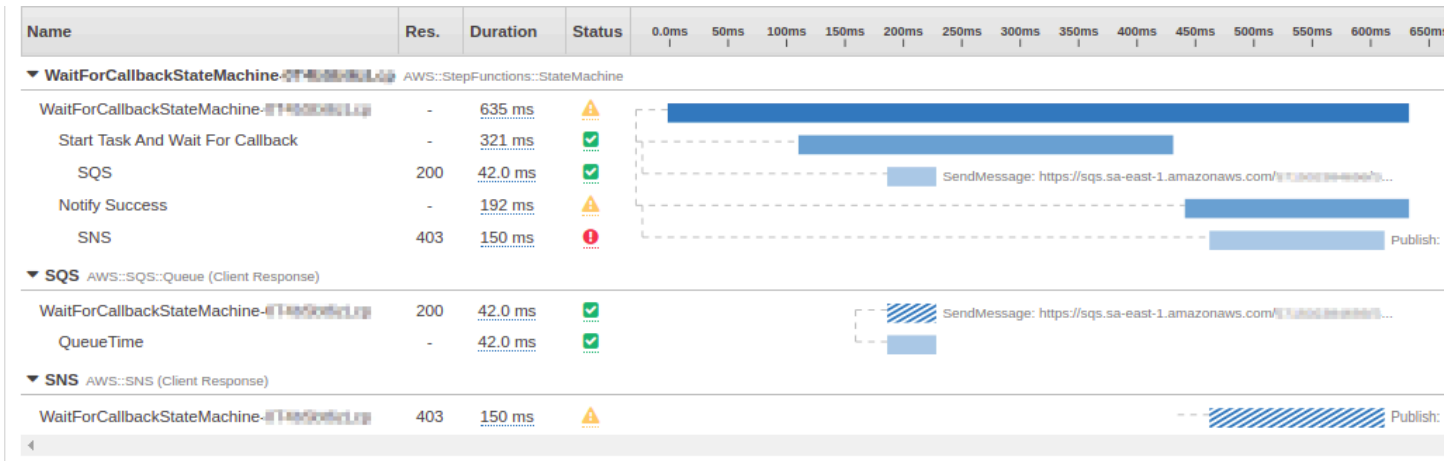 Name Res. Duration Status 0.0ms 50ms 100ms 150ms 200ms 250ms 300ms 350ms 400ms 450ms 500ms 550ms 600ms 650ms
WaitForCallbackStateMachine- AWS::StepFunctions::StateMachine
WaitForCallbackStateMachine- - 635 ms
Start Task And Wait For Callback - 321 ms
SQS 200 42.0 ms SendMessage: https://sqs.sa-east-1.amazonaws.com/ ...
Notify Success - 192 ms
SNS 403 150 ms Publish:
SQS AWS::SQS::Queue (Client Response)
WaitForCallbackStateMachine- 200 42.0 ms SendMessage: https://sqs.sa-east-1.amazonaws.com/ ...
QueueTime - 42.0 ms
SNS AWS::SNS (Client Response)
WaitForCallbackStateMachine- 403 150 ms Publish: